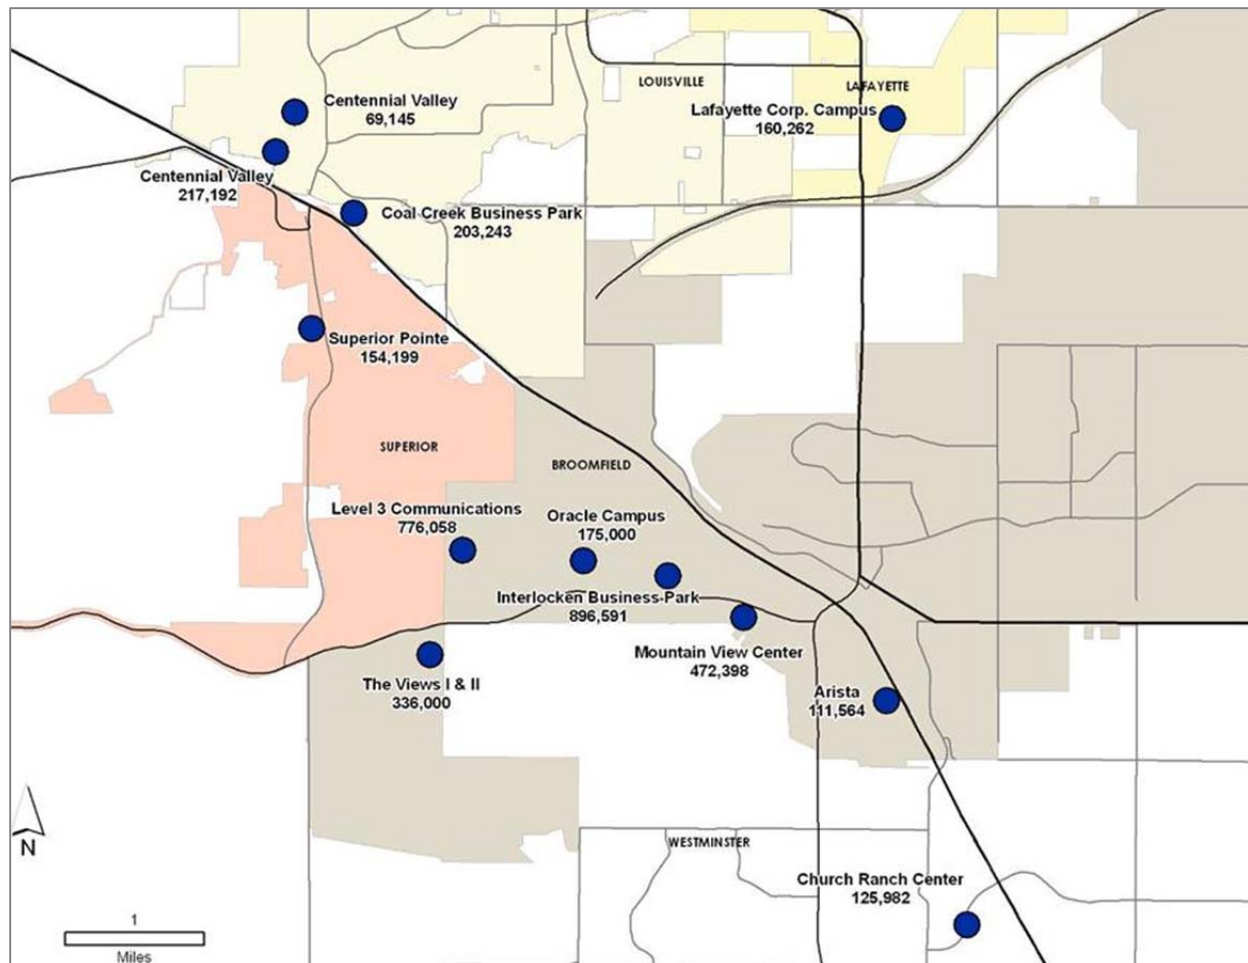 LOUISVILLE
LAFAYETTE
Centennial Valley
69,145
Lafayette Corp. Campus
160,262
Centennial Valley
217,192
Coal Creek Business Park
203,243
Superior Pointe
154,199
SUPERIOR
BROOMFIELD
Level 3 Communications
776,058
Oracle Campus
175,000
Interlocken Business Park
896,591
Mountain View Center
472,398
The Views I & II
336,000
Arista
111,564
N
WESTMINSTER
Church Ranch Center
125,982
1
Miles